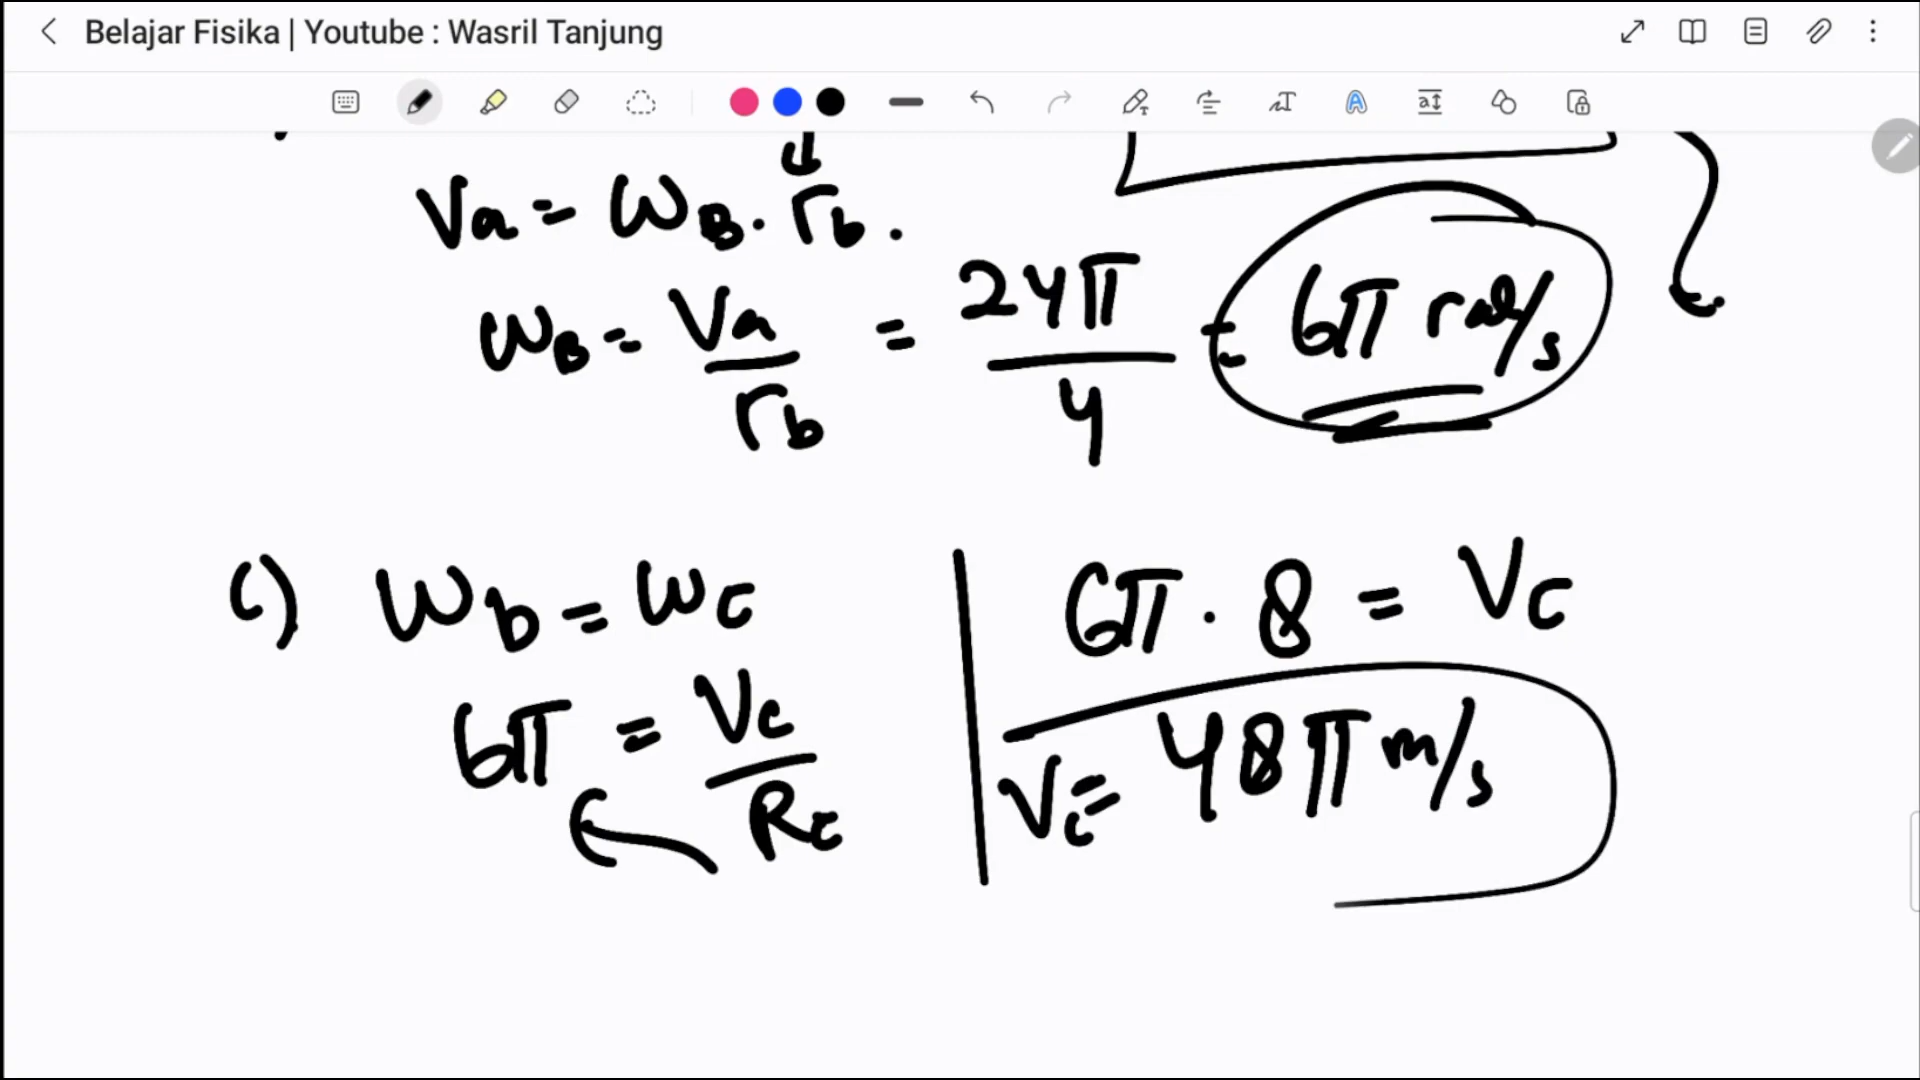 Belajar Fisika | Youtube : Wasril Tanjung
Va = ωB . rb .
ωB = Va / rb = 24π / 4 = 6π rad/s
c) ωb = ωc
6π = Vc / Rc
6π . 8 = Vc
Vc = 48π m/s